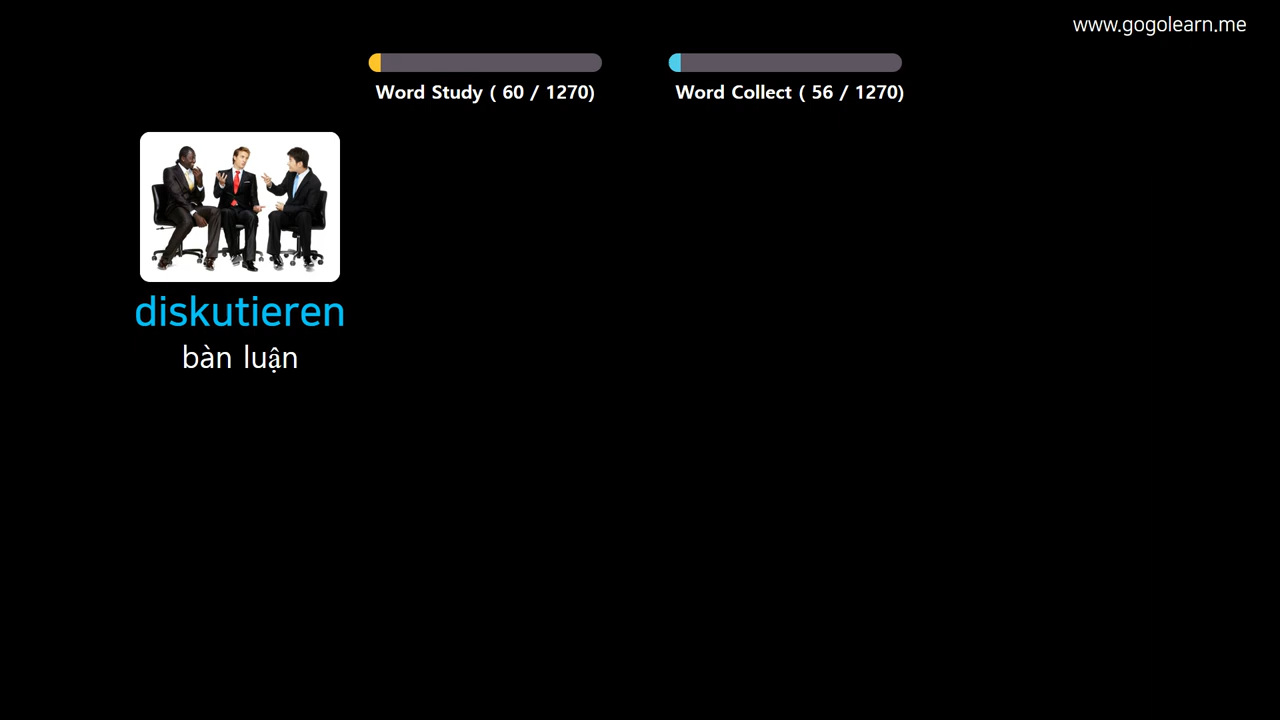 www.gogolearn.me
Word Study ( 60 / 1270)
Word Collect ( 56 / 1270)
diskutieren
bàn luận